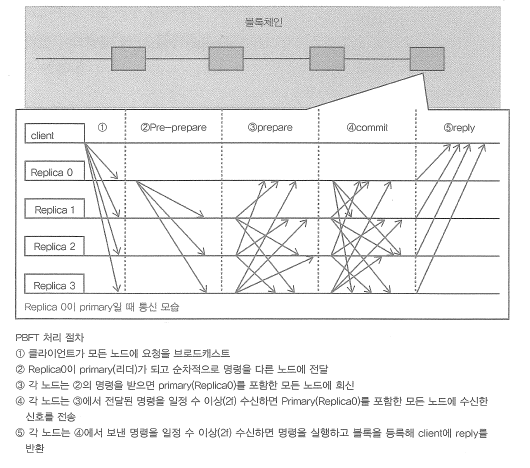 블록체인
① ②Pre-prepare ③prepare ④commit ⑤reply
client
Replica 0
Replica 1
Replica 2
Replica 3
Replica 0이 primary일 때 통신 모습
PBFT 처리 절차
① 클라이언트가 모든 노드에 요청을 브로드케스트
② Replica0이 primary(리더)가 되고 순차적으로 명령을 다른 노드에 전달
③ 각 노드는 ②의 명령을 받으면 primary(Replica0)를 포함한 모든 노드에 회신
④ 각 노드는 ③에서 전달된 명령을 일정 수 이상(2f) 수신하면 Primary(Replica0)를 포함한 모든 노드에 수신한
신호를 전송
⑤ 각 노드는 ④에서 보낸 명령을 일정 수 이상(2f) 수신하면 명령을 실행하고 블록을 등록해 client에 reply를
반환